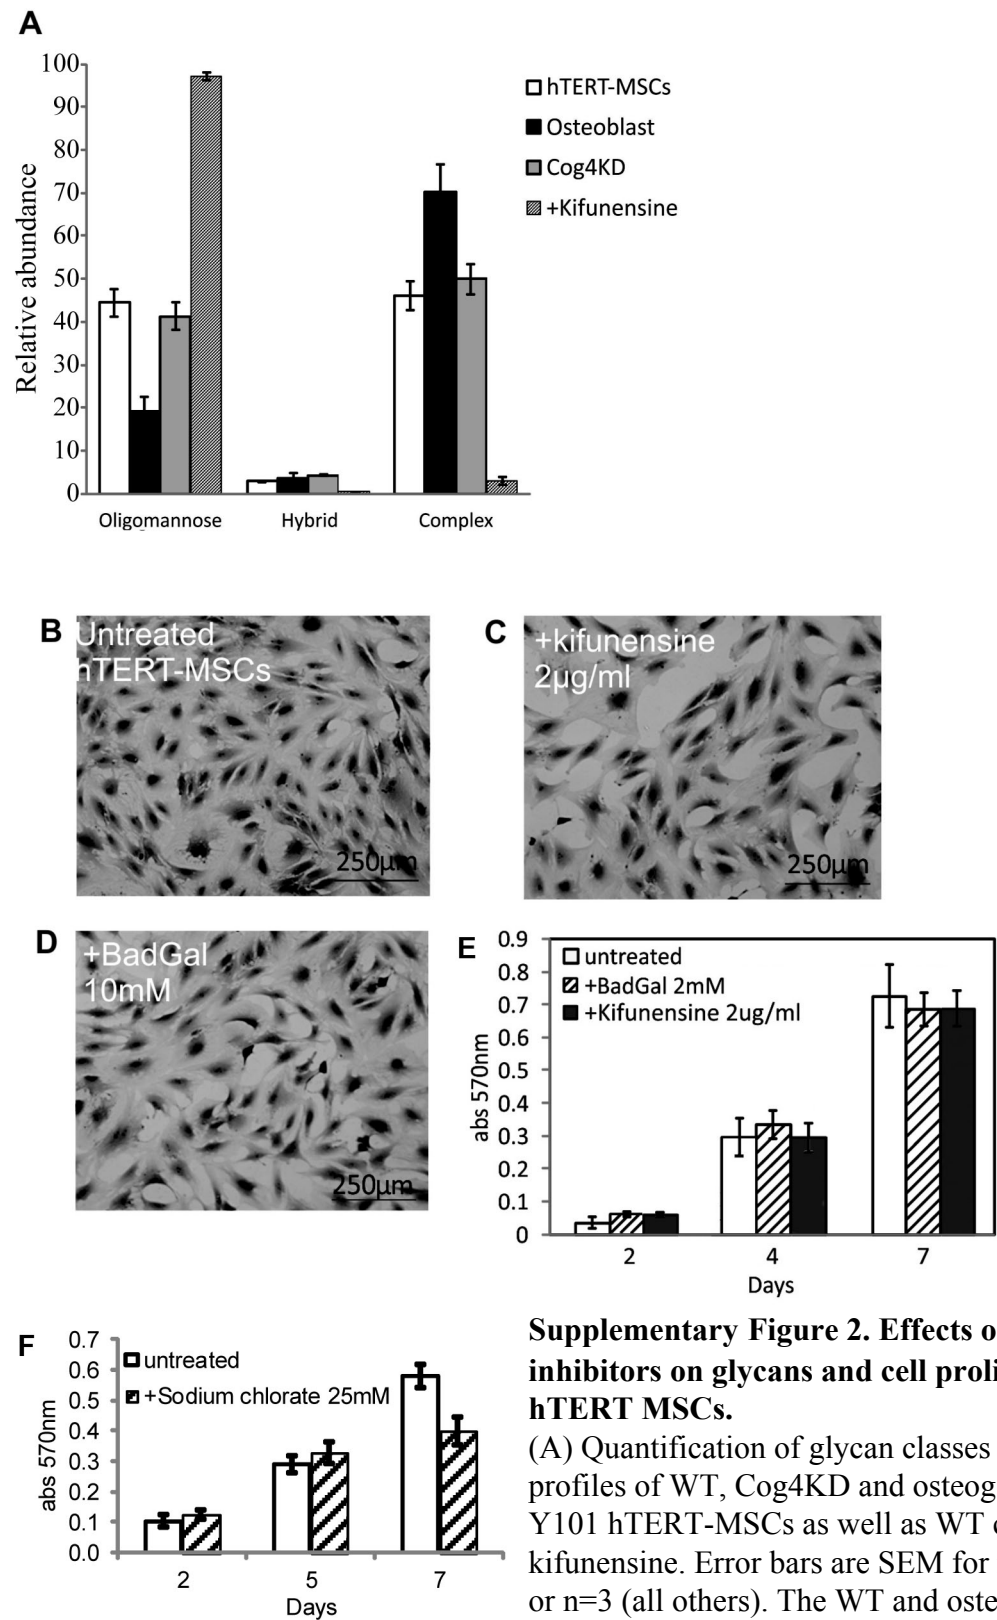 A
100
90
80
70
60
50
40
30
20
10
0
Relative abundance
hTERT-MSCs
Osteoblast
Cog4KD
+Kifunensine
Oligomannose
Hybrid
Complex
B
Untreated
hTERT-MSCs
250µm
C
+kifunensine
2µg/ml
250µm
D
+BadGal
10mM
250µm
E
0.9
0.8
0.7
0.6
0.5
0.4
0.3
0.2
0.1
0
abs 570nm
untreated
+BadGal 2mM
+Kifunensine 2ug/ml
2 4 7
Days
F
0.7
0.6
0.5
0.4
0.3
0.2
0.1
0.0
abs 570nm
untreated
+Sodium chlorate 25mM
2 5 7
Days
Supplementary Figure 2. Effects o
inhibitors on glycans and cell proli
hTERT MSCs.
(A) Quantification of glycan classes
profiles of WT, Cog4KD and osteog
Y101 hTERT-MSCs as well as WT
kifunensine. Error bars are SEM for
or n=3 (all others). The WT and oste